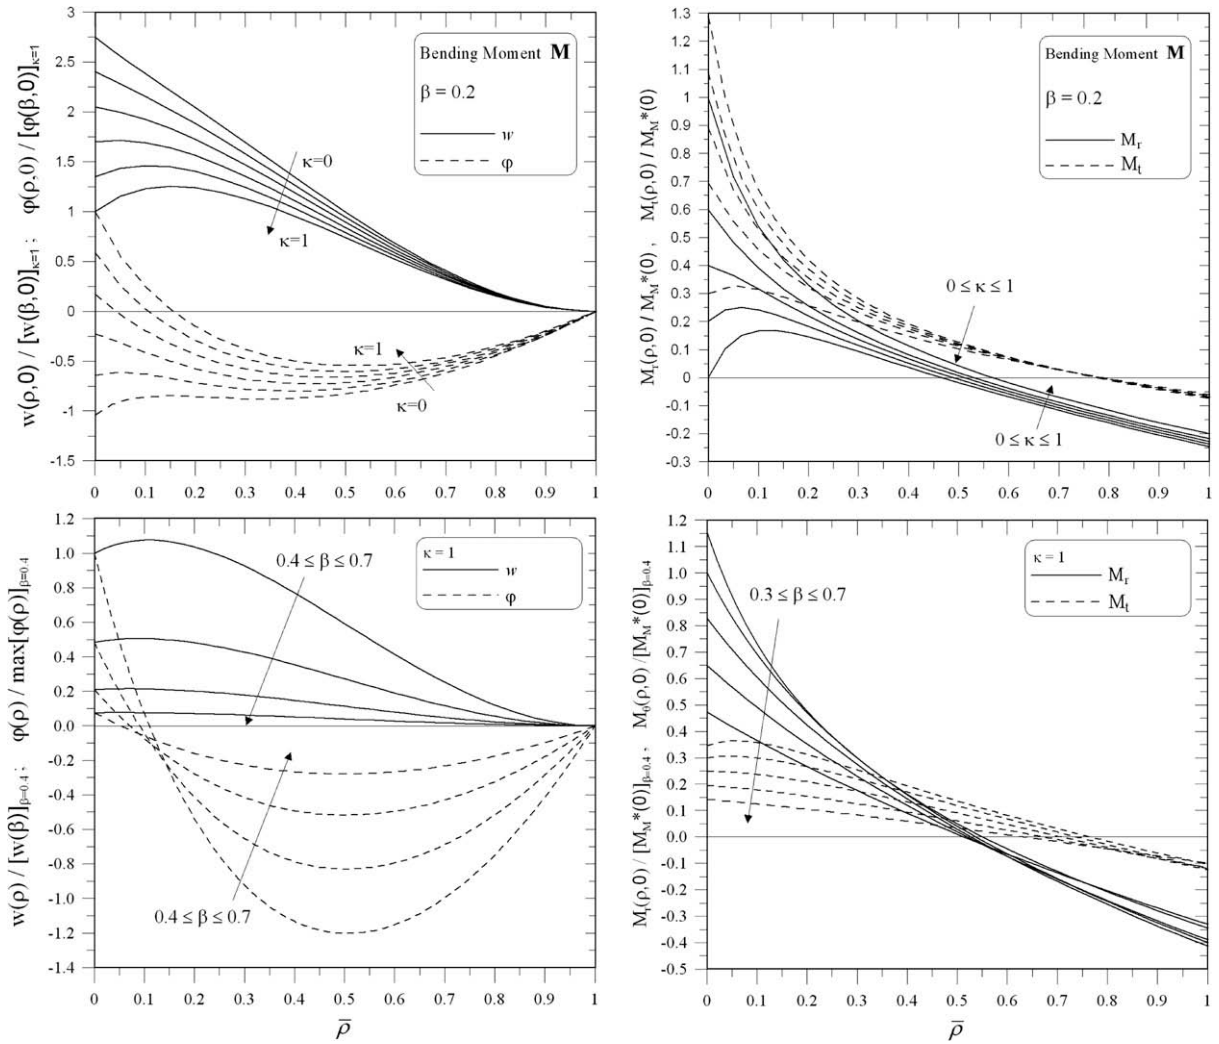 w(ρ,0) / [w(β,0)]κ=1 ; φ(ρ,0) / [φ(β,0)]κ=1
3
2.5
2
1.5
1
0.5
0
-0.5
-1
-1.5
Bending Moment M
β = 0.2
w
φ
κ=0
κ=1
κ=1
κ=0
0 0.1 0.2 0.3 0.4 0.5 0.6 0.7 0.8 0.9 1
Mr(ρ,0) / MM*(0) , Mt(ρ,0) / MM*(0)
1.3
1.2
1.1
1
0.9
0.8
0.7
0.6
0.5
0.4
0.3
0.2
0.1
0
-0.1
-0.2
-0.3
Bending Moment M
β = 0.2
Mr
Mt
0 ≤ κ ≤ 1
0 ≤ κ ≤ 1
0 0.1 0.2 0.3 0.4 0.5 0.6 0.7 0.8 0.9 1
w(ρ) / [w(β)]β=0.4 ; φ(ρ) / max[φ(ρ)]β=0.4
1.2
1.0
0.8
0.6
0.4
0.2
0.0
-0.2
-0.4
-0.6
-0.8
-1.0
-1.2
-1.4
κ = 1
w
φ
0.4 ≤ β ≤ 0.7
0.4 ≤ β ≤ 0.7
0 0.1 0.2 0.3 0.4 0.5 0.6 0.7 0.8 0.9 1
ρ̅
Mr(ρ,0) / [MM*(0)]β=0.4 , Mθ(ρ,0) / [MM*(0)]β=0.4
1.2
1.1
1.0
0.9
0.8
0.7
0.6
0.5
0.4
0.3
0.2
0.1
0.0
-0.1
-0.2
-0.3
-0.4
-0.5
κ = 1
Mr
Mt
0.3 ≤ β ≤ 0.7
0 0.1 0.2 0.3 0.4 0.5 0.6 0.7 0.8 0.9 1
ρ̅